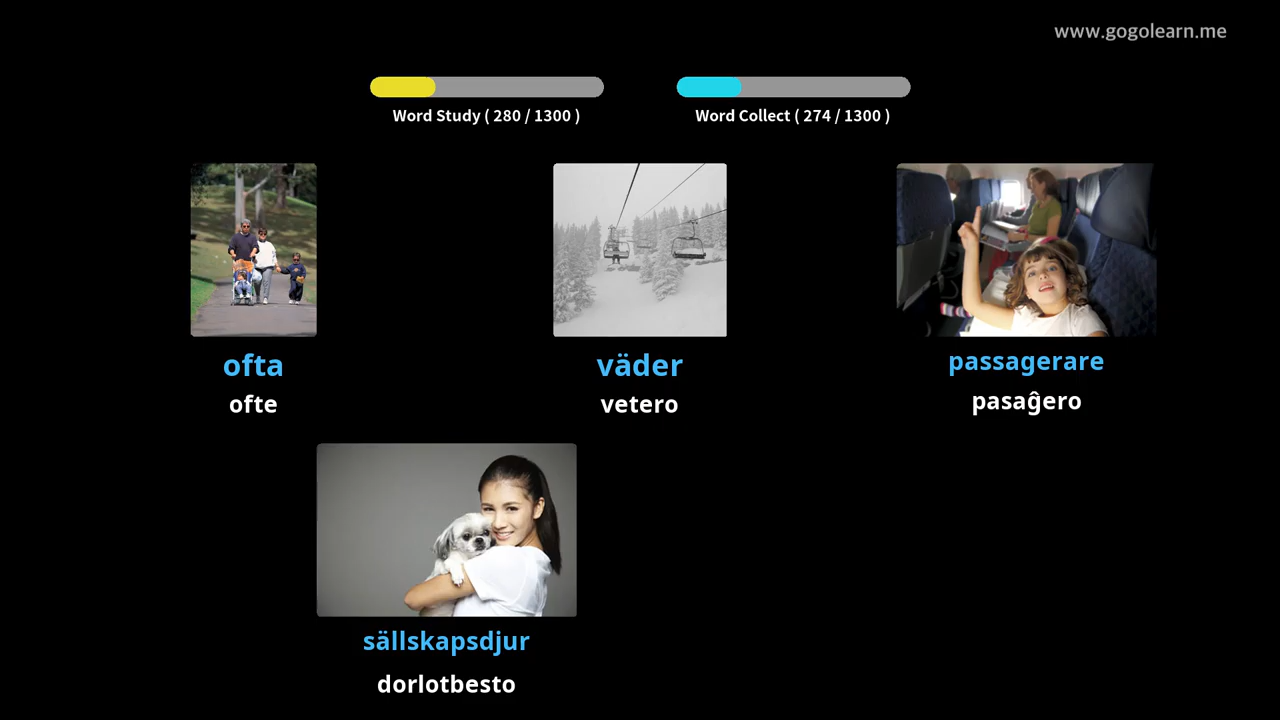 www.gogolearn.me
Word Study ( 280 / 1300 )
Word Collect ( 274 / 1300 )
ofta
ofte
väder
vetero
passagerare
pasaĝero
sällskapsdjur
dorlotbesto